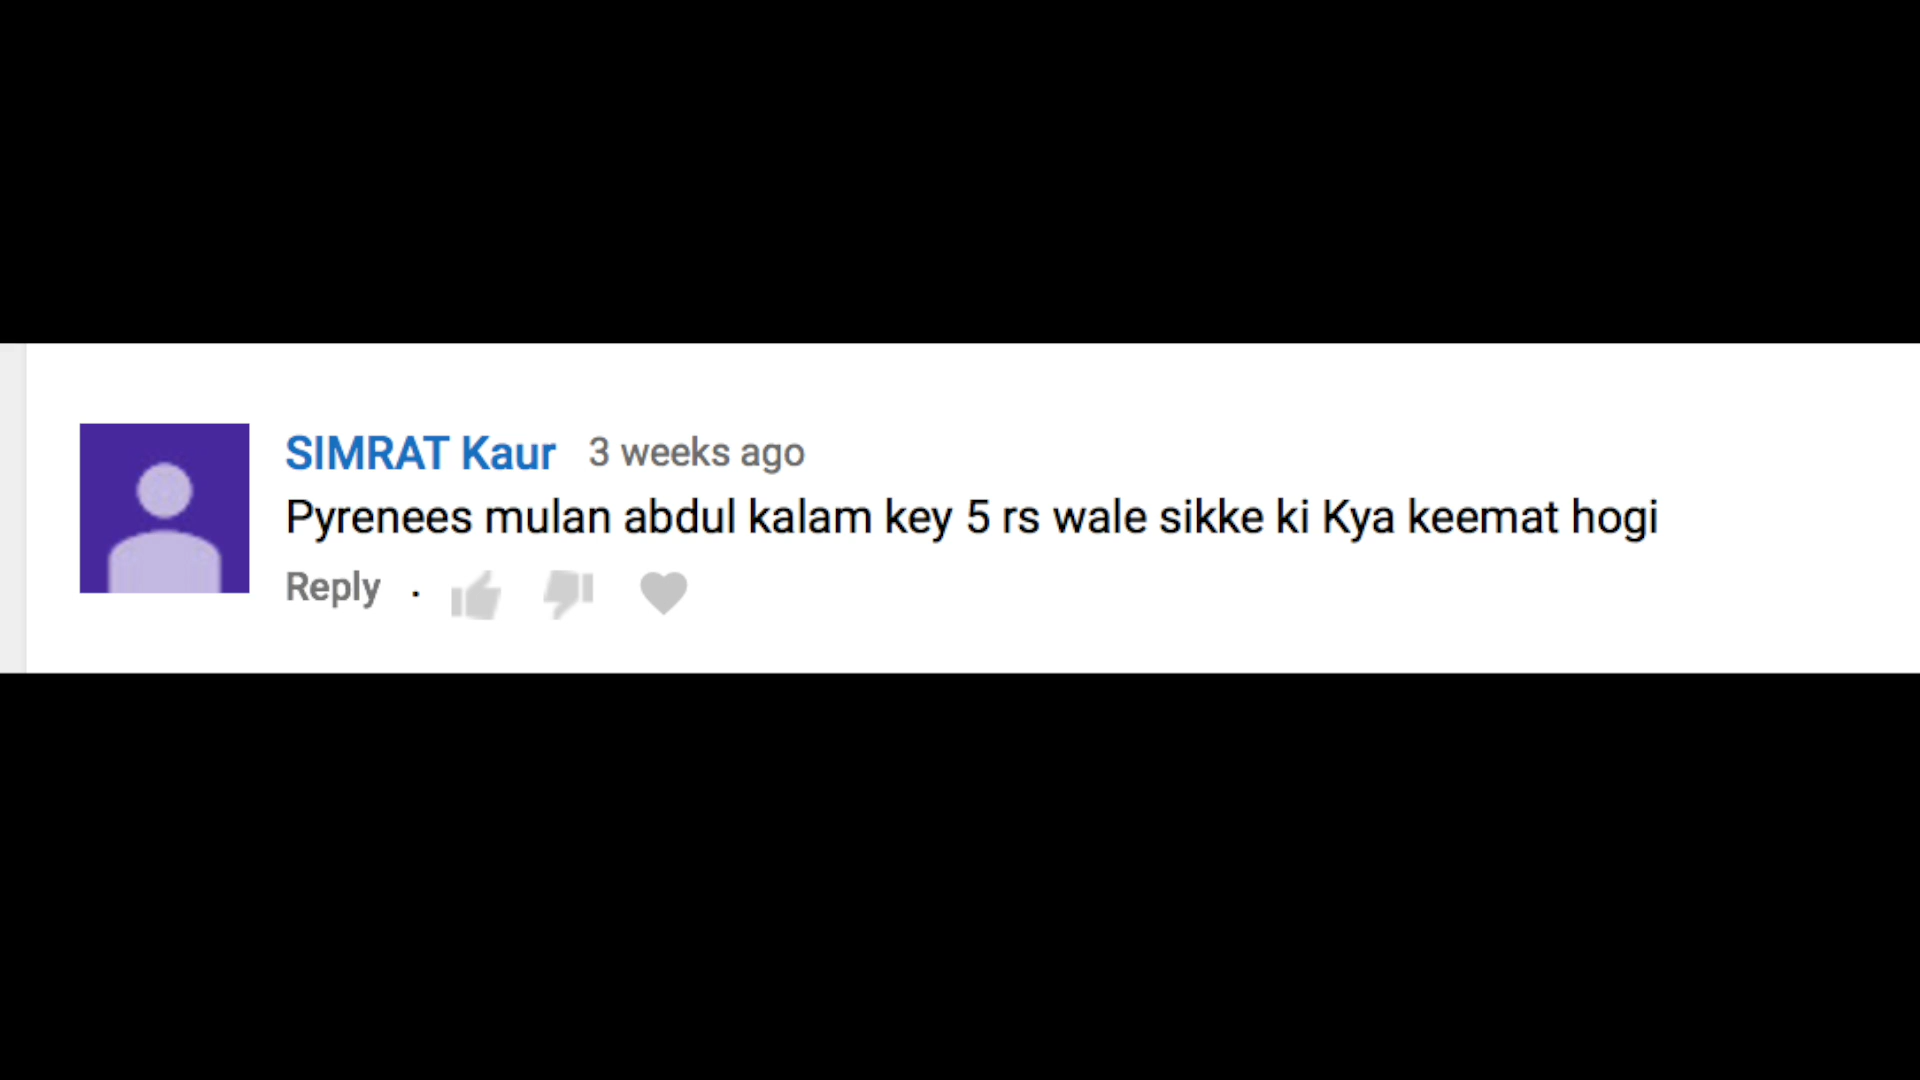 SIMRAT Kaur 3 weeks ago
Pyrenees mulan abdul kalam key 5 rs wale sikke ki Kya keemat hogi
Reply .